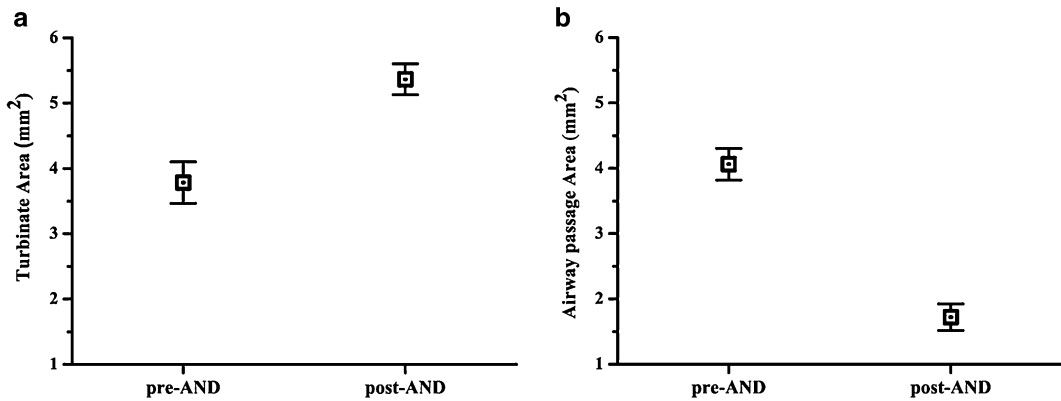 a
Turbinate Area (mm²)
6
5
4
3
2
1
pre-AND
post-AND
b
Airway passage Area (mm²)
6
5
4
3
2
1
pre-AND
post-AND